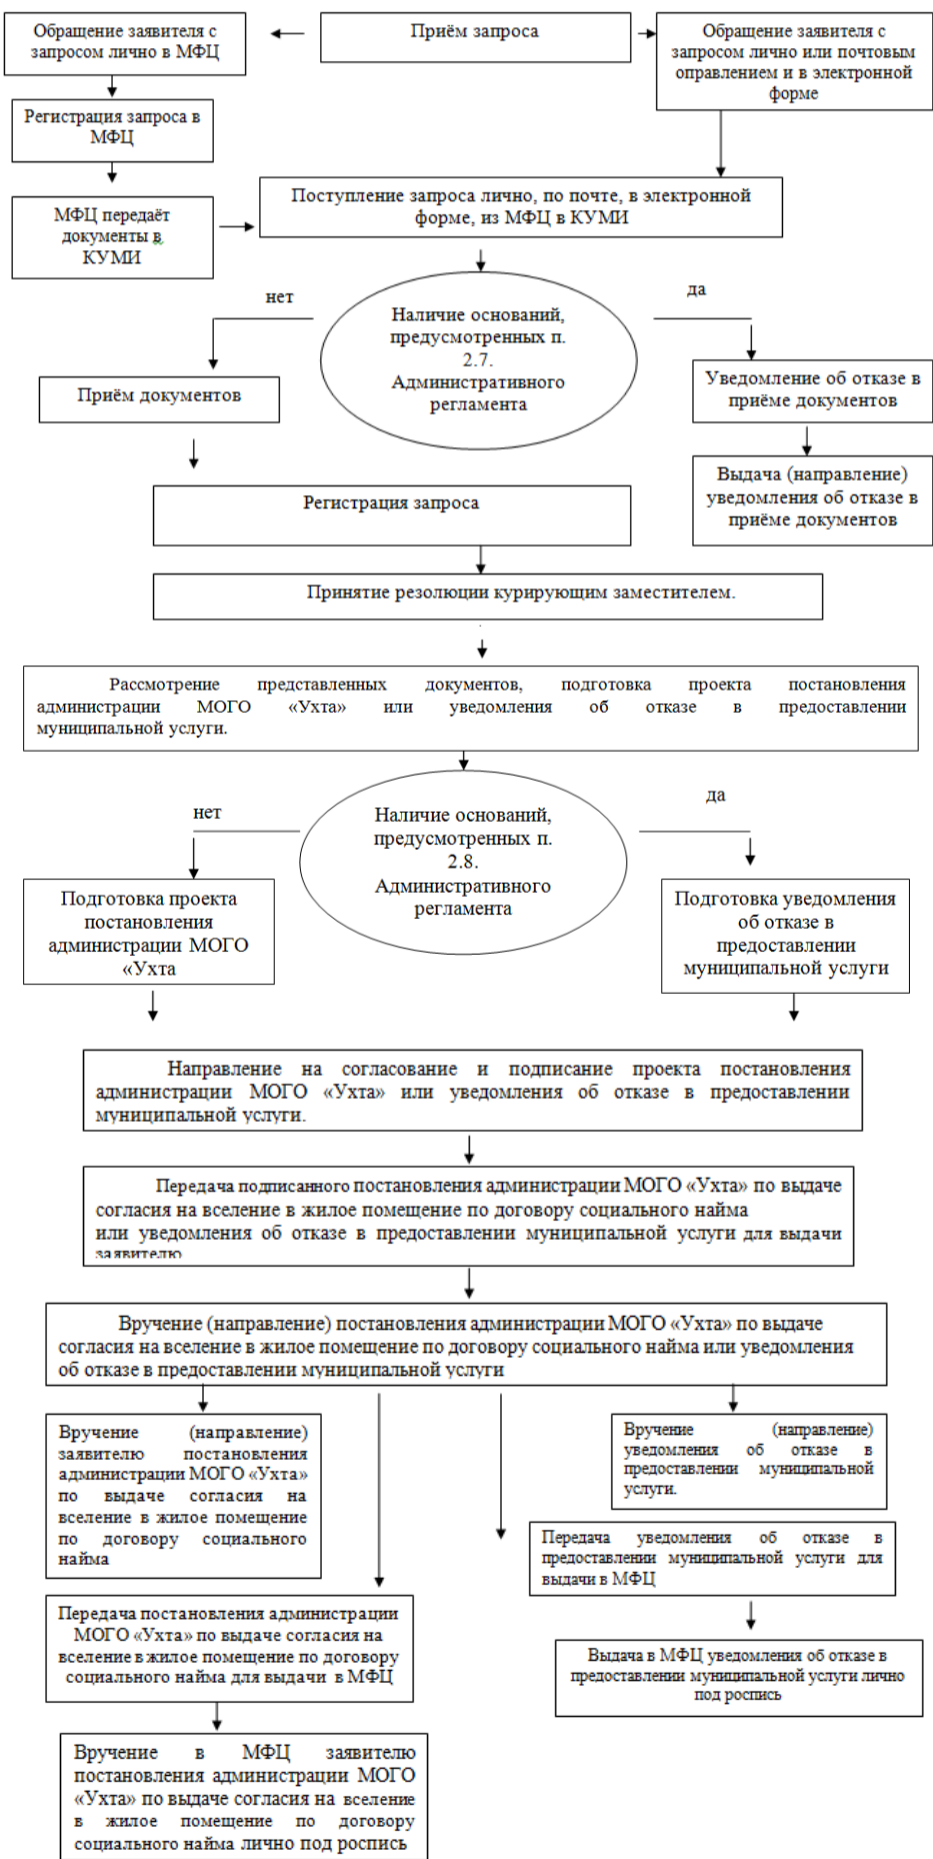 Обращение заявителя с
запросом лично в МФЦ
Приём запроса
Обращение заявителя с
запросом лично или почтовым
оправлением и в электронной
форме
Регистрация запроса в
МФЦ
МФЦ передаёт
документы в
КУМИ
Поступление запроса лично, по почте, в электронной
форме, из МФЦ в КУМИ
нет
да
Наличие оснований,
предусмотренных п.
2.7.
Административного
регламента
Приём документов
Уведомление об отказе в
приёме документов
Выдача (направление)
уведомления об отказе в
приёме документов
Регистрация запроса
Принятие резолюции курирующим заместителем.
Рассмотрение представленных документов, подготовка проекта постановления
администрации МОГО «Ухта» или уведомления об отказе в предоставлении
муниципальной услуги.
нет
да
Наличие оснований,
предусмотренных п.
2.8.
Административного
регламента
Подготовка проекта
постановления
администрации МОГО
«Ухта
Подготовка уведомления
об отказе в
предоставлении
муниципальной услуги
Направление на согласование и подписание проекта постановления
администрации МОГО «Ухта» или уведомления об отказе в предоставлении
муниципальной услуги.
Передача подписанного постановления администрации МОГО «Ухта» по выдаче
согласия на вселение в жилое помещение по договору социального найма
или уведомления об отказе в предоставлении муниципальной услуги для выдачи
заявителю
Вручение (направление) постановления администрации МОГО «Ухта» по выдаче
согласия на вселение в жилое помещение по договору социального найма или уведомления
об отказе в предоставлении муниципальной услуги
Вручение (направление)
заявителю постановления
администрации МОГО «Ухта»
по выдаче согласия на
вселение в жилое помещение
по договору социального
найма
Вручение (направление)
уведомления об отказе в
предоставлении муниципальной
услуги.
Передача уведомления об отказе в
предоставлении муниципальной услуги для
выдачи в МФЦ
Передача постановления администрации
МОГО «Ухта» по выдаче согласия на
вселение в жилое помещение по договору
социального найма для выдачи в МФЦ
Выдача в МФЦ уведомления об отказе в
предоставлении муниципальной услуги лично
под роспись
Вручение в МФЦ заявителю
постановления администрации МОГО
«Ухта» по выдаче согласия на вселение
в жилое помещение по договору
социального найма лично под роспись